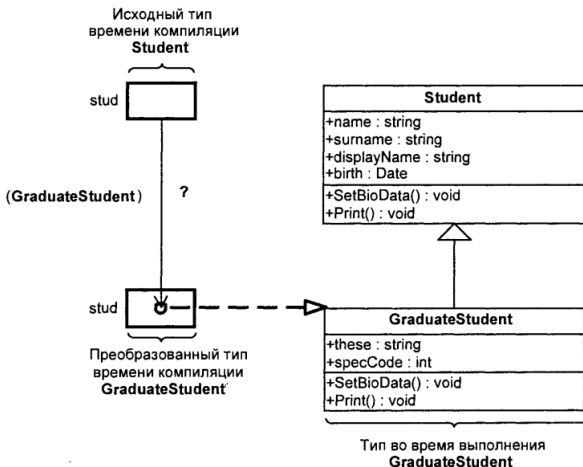 Исходный тип
времени компиляции
Student
stud
(GraduateStudent)
?
stud
Преобразованный тип
времени компиляции
GraduateStudent
Student
+name : string
+surname : string
+displayName : string
+birth : Date
+SetBioData() : void
+Print() : void
GraduateStudent
+these : string
+specCode : int
+SetBioData() : void
+Print() : void
Тип во время выполнения
GraduateStudent